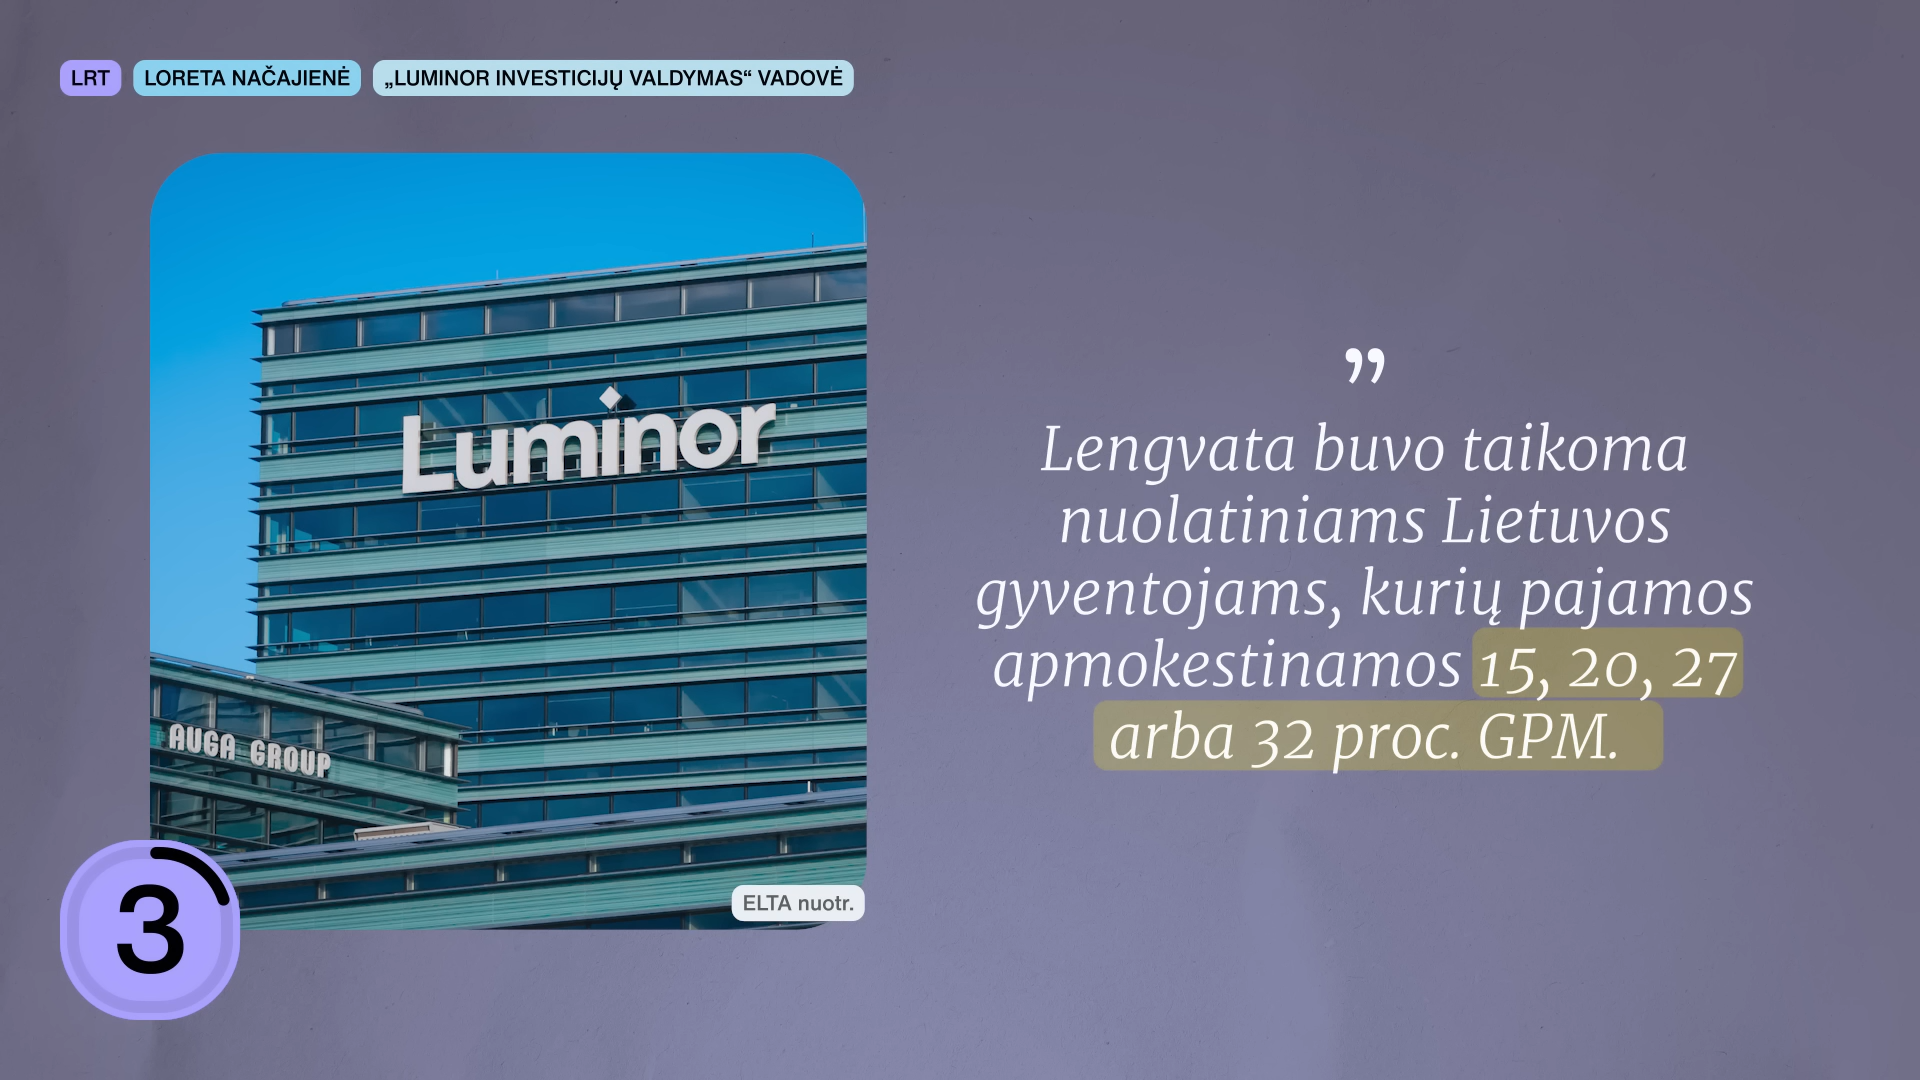 LRT
LORETA NAČAJIENĖ
„LUMINOR INVESTICIJŲ VALDYMAS“ VADOVĖ
Luminor
AUGA GROUP
ELTA nuotr.
3
”
Lengvata buvo taikoma
nuolatiniams Lietuvos
gyventojams, kurių pajamos
apmokestinamos 15, 20, 27
arba 32 proc. GPM.